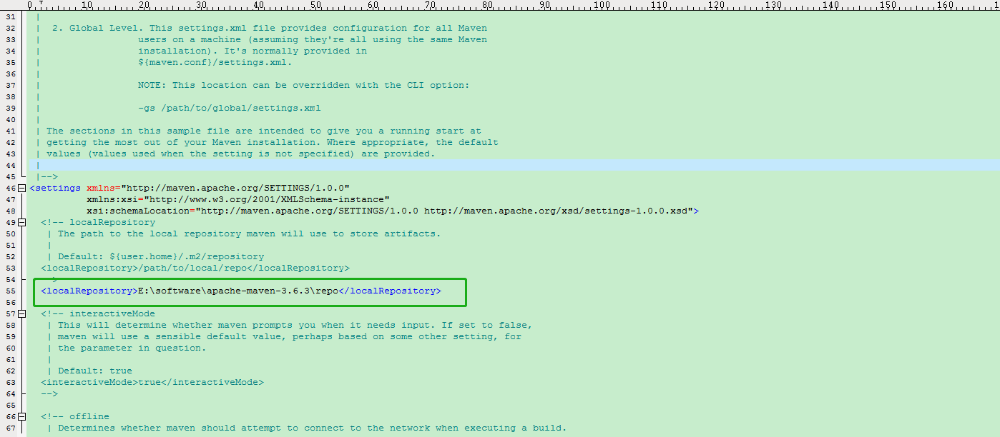 0 10 20 30 40 50 60 70 80 90 100 110 120 130 140 150 160 1
31 |
32 | 2. Global Level. This settings.xml file provides configuration for all Maven
33 | users on a machine (assuming they're all using the same Maven
34 | installation). It's normally provided in
35 | ${maven.conf}/settings.xml.
36 |
37 | NOTE: This location can be overridden with the CLI option:
38 |
39 | -gs /path/to/global/settings.xml
40 |
41 | The sections in this sample file are intended to give you a running start at
42 | getting the most out of your Maven installation. Where appropriate, the default
43 | values (values used when the setting is not specified) are provided.
44 |
45 |-->
46 <settings xmlns="http://maven.apache.org/SETTINGS/1.0.0"
47 xmlns:xsi="http://www.w3.org/2001/XMLSchema-instance"
48 xsi:schemaLocation="http://maven.apache.org/SETTINGS/1.0.0 http://maven.apache.org/xsd/settings-1.0.0.xsd">
49 <!-- localRepository
50 | The path to the local repository maven will use to store artifacts.
51 |
52 | Default: ${user.home}/.m2/repository
53 <localRepository>/path/to/local/repo</localRepository>
54 >
55 <localRepository>E:\software\apache-maven-3.6.3\repo</localRepository>
56
57 <!-- interactiveMode
58 | This will determine whether maven prompts you when it needs input. If set to false,
59 | maven will use a sensible default value, perhaps based on some other setting, for
60 | the parameter in question.
61 |
62 | Default: true
63 <interactiveMode>true</interactiveMode>
64 -->
65
66 <!-- offline
67 | Determines whether maven should attempt to connect to the network when executing a build.